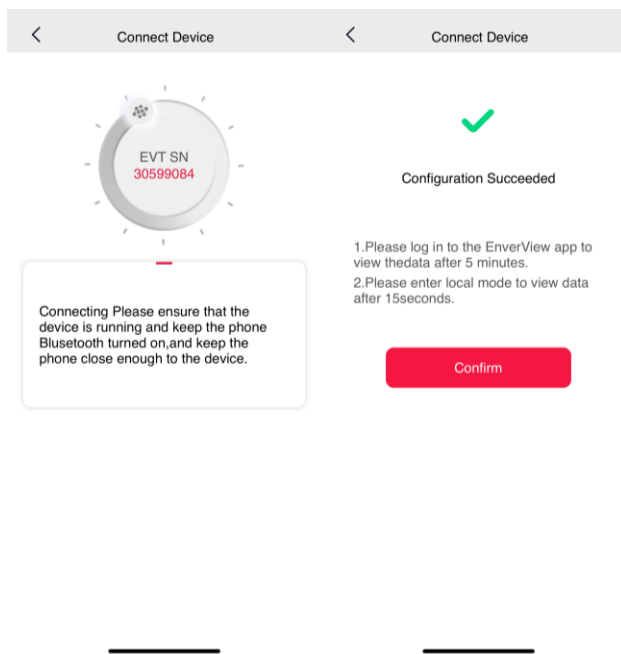 Connect Device
EVT SN
30599084
Connecting Please ensure that the
device is running and keep the phone
Blusetooth turned on,and keep the
phone close enough to the device.
Connect Device
Configuration Succeeded
1.Please log in to the EnverView app to
view thedata after 5 minutes.
2.Please enter local mode to view data
after 15seconds.
Confirm